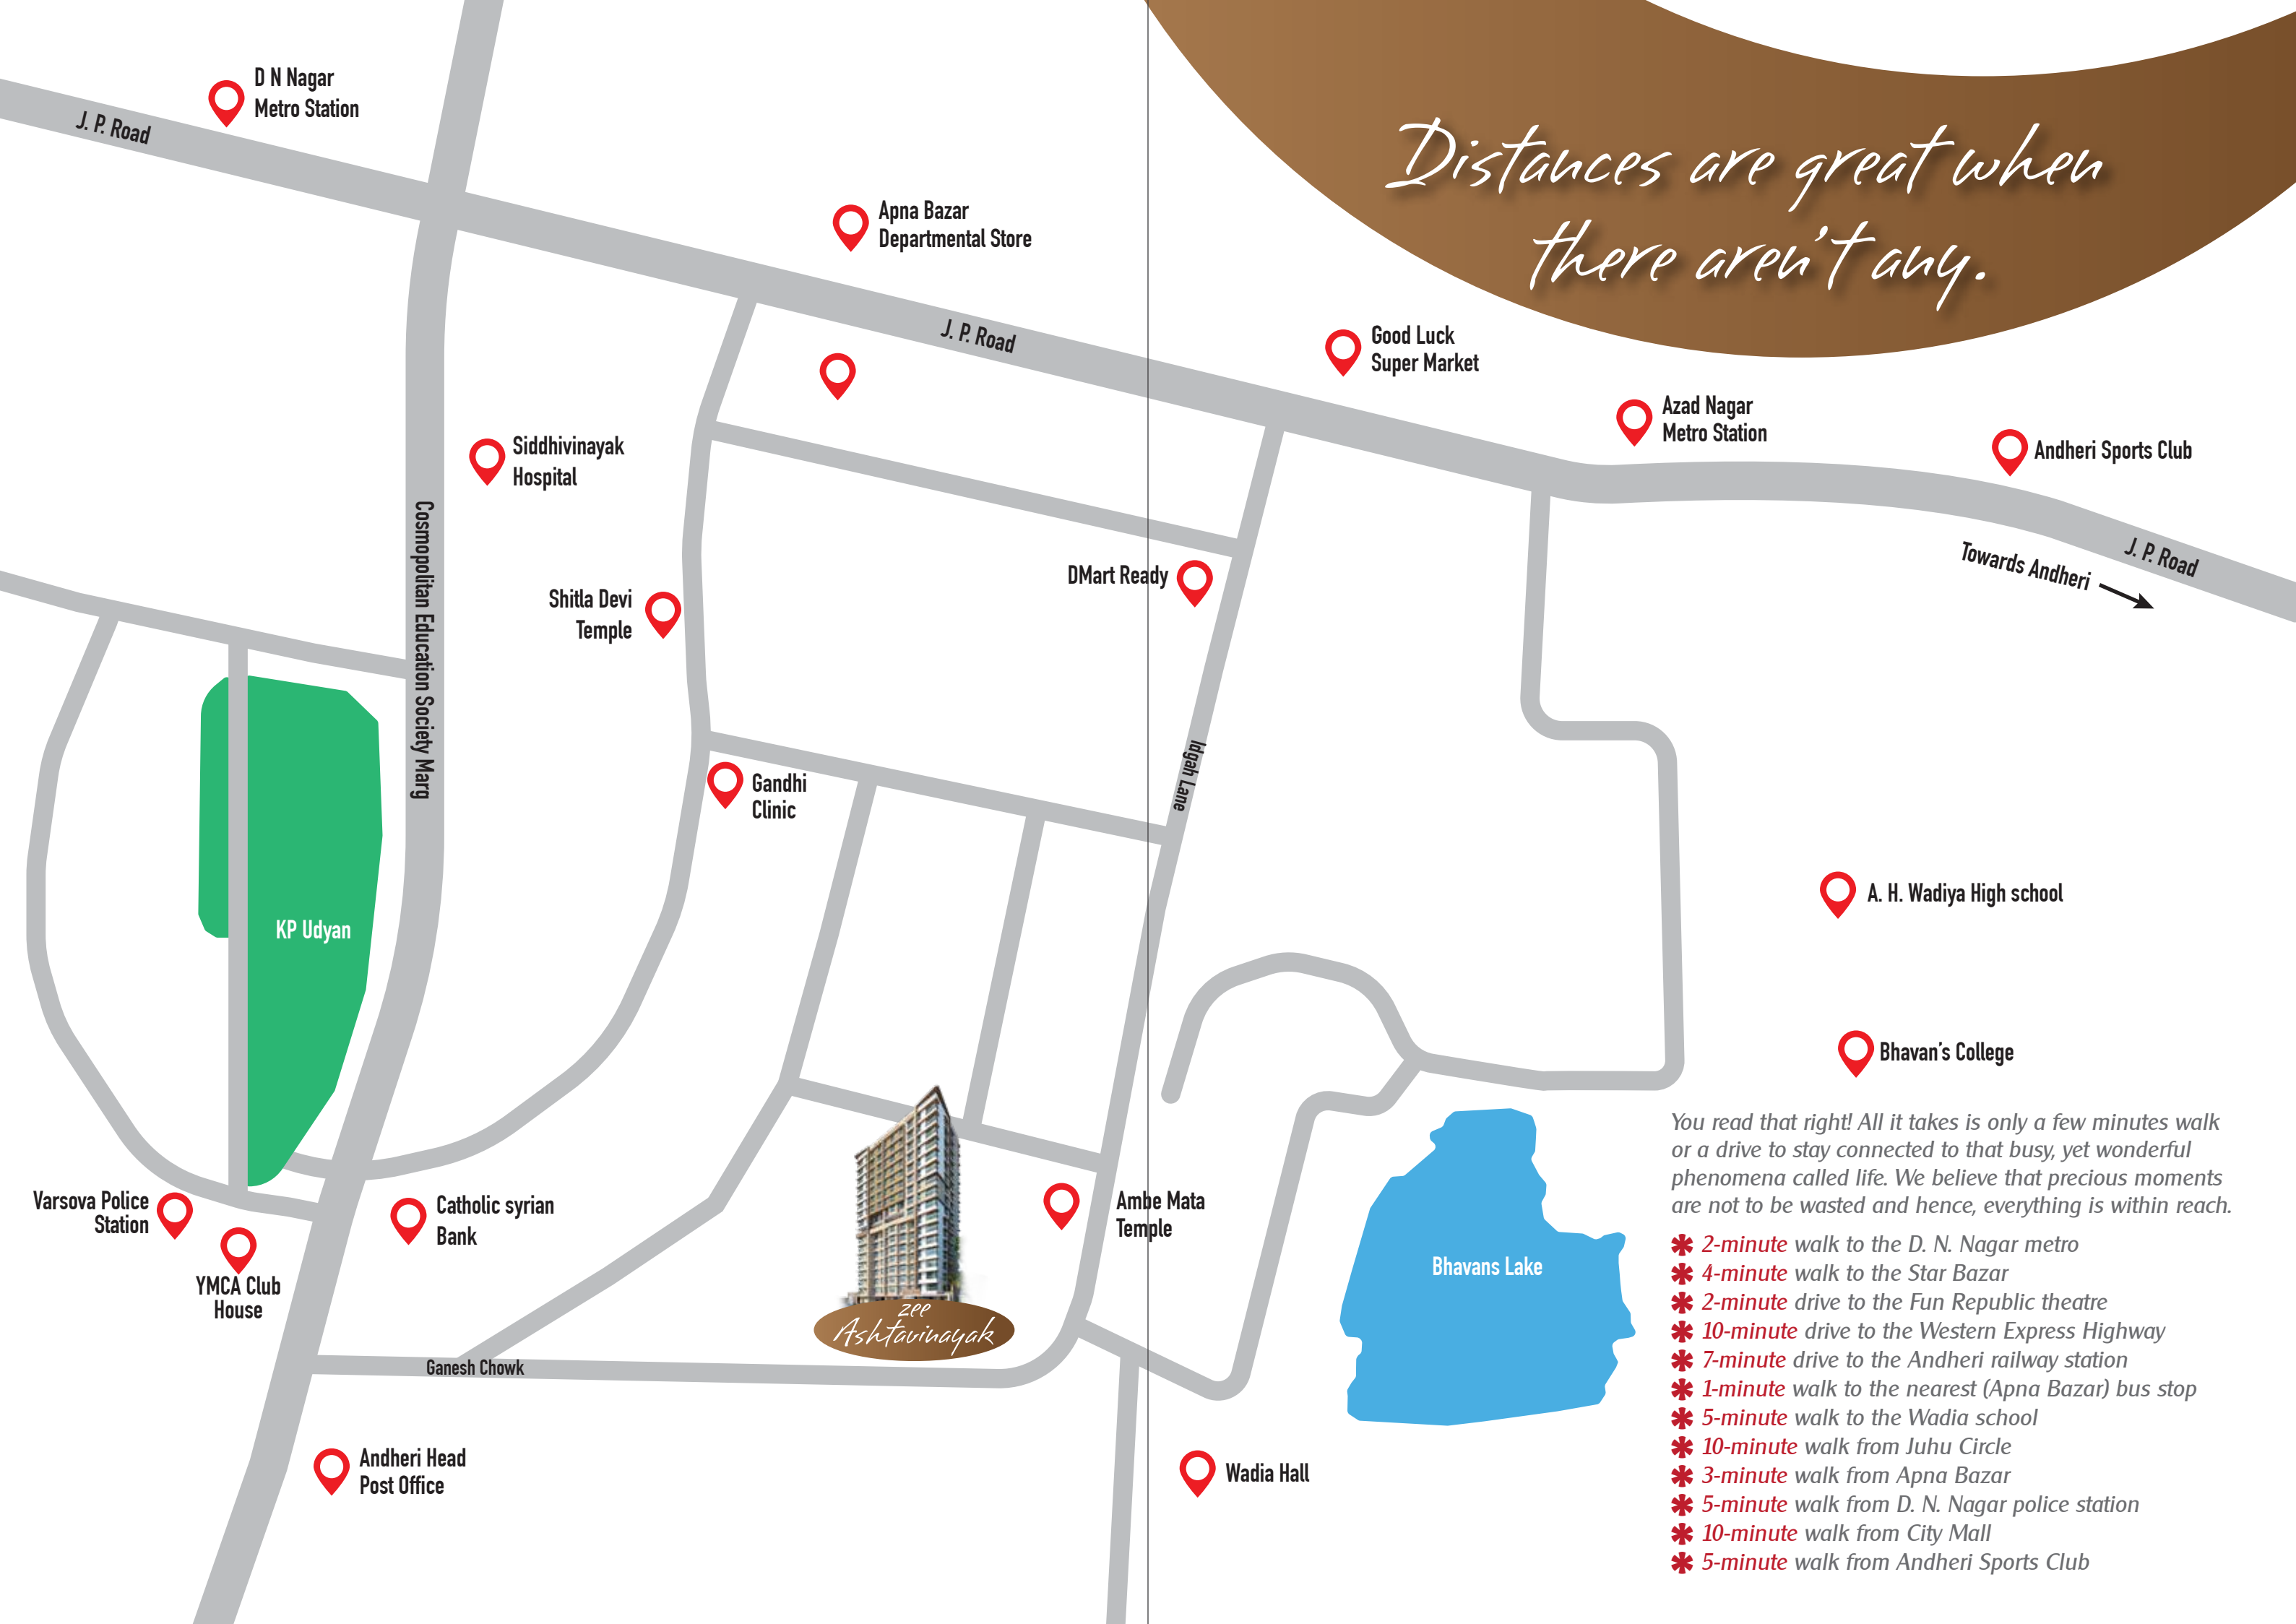 Distances are great when
there aren't any.
D N Nagar
Metro Station
J. P. Road
Apna Bazar
Departmental Store
J. P. Road
Good Luck
Super Market
Azad Nagar
Metro Station
Andheri Sports Club
J. P. Road
Towards Andheri
Siddhivinayak
Hospital
Cosmopolitan Education Society Marg
Shitla Devi
Temple
DMart Ready
Idgah Lane
Gandhi
Clinic
KP Udyan
A. H. Wadiya High school
Bhavan's College
Varsova Police
Station
YMCA Club
House
Catholic syrian
Bank
Ambe Mata
Temple
Bhavans Lake
zee
Ashtavinayak
Ganesh Chowk
Andheri Head
Post Office
Wadia Hall
You read that right! All it takes is only a few minutes walk
or a drive to stay connected to that busy, yet wonderful
phenomena called life. We believe that precious moments
are not to be wasted and hence, everything is within reach.
✱ 2-minute walk to the D. N. Nagar metro
✱ 4-minute walk to the Star Bazar
✱ 2-minute drive to the Fun Republic theatre
✱ 10-minute drive to the Western Express Highway
✱ 7-minute drive to the Andheri railway station
✱ 1-minute walk to the nearest (Apna Bazar) bus stop
✱ 5-minute walk to the Wadia school
✱ 10-minute walk from Juhu Circle
✱ 3-minute walk from Apna Bazar
✱ 5-minute walk from D. N. Nagar police station
✱ 10-minute walk from City Mall
✱ 5-minute walk from Andheri Sports Club